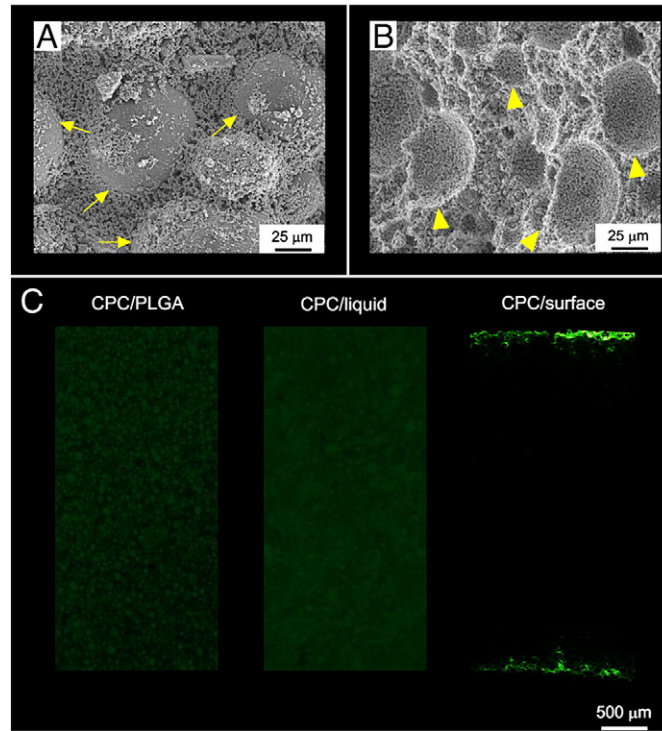 A
B
25 µm
25 µm
C
CPC/PLGA
CPC/liquid
CPC/surface
500 µm